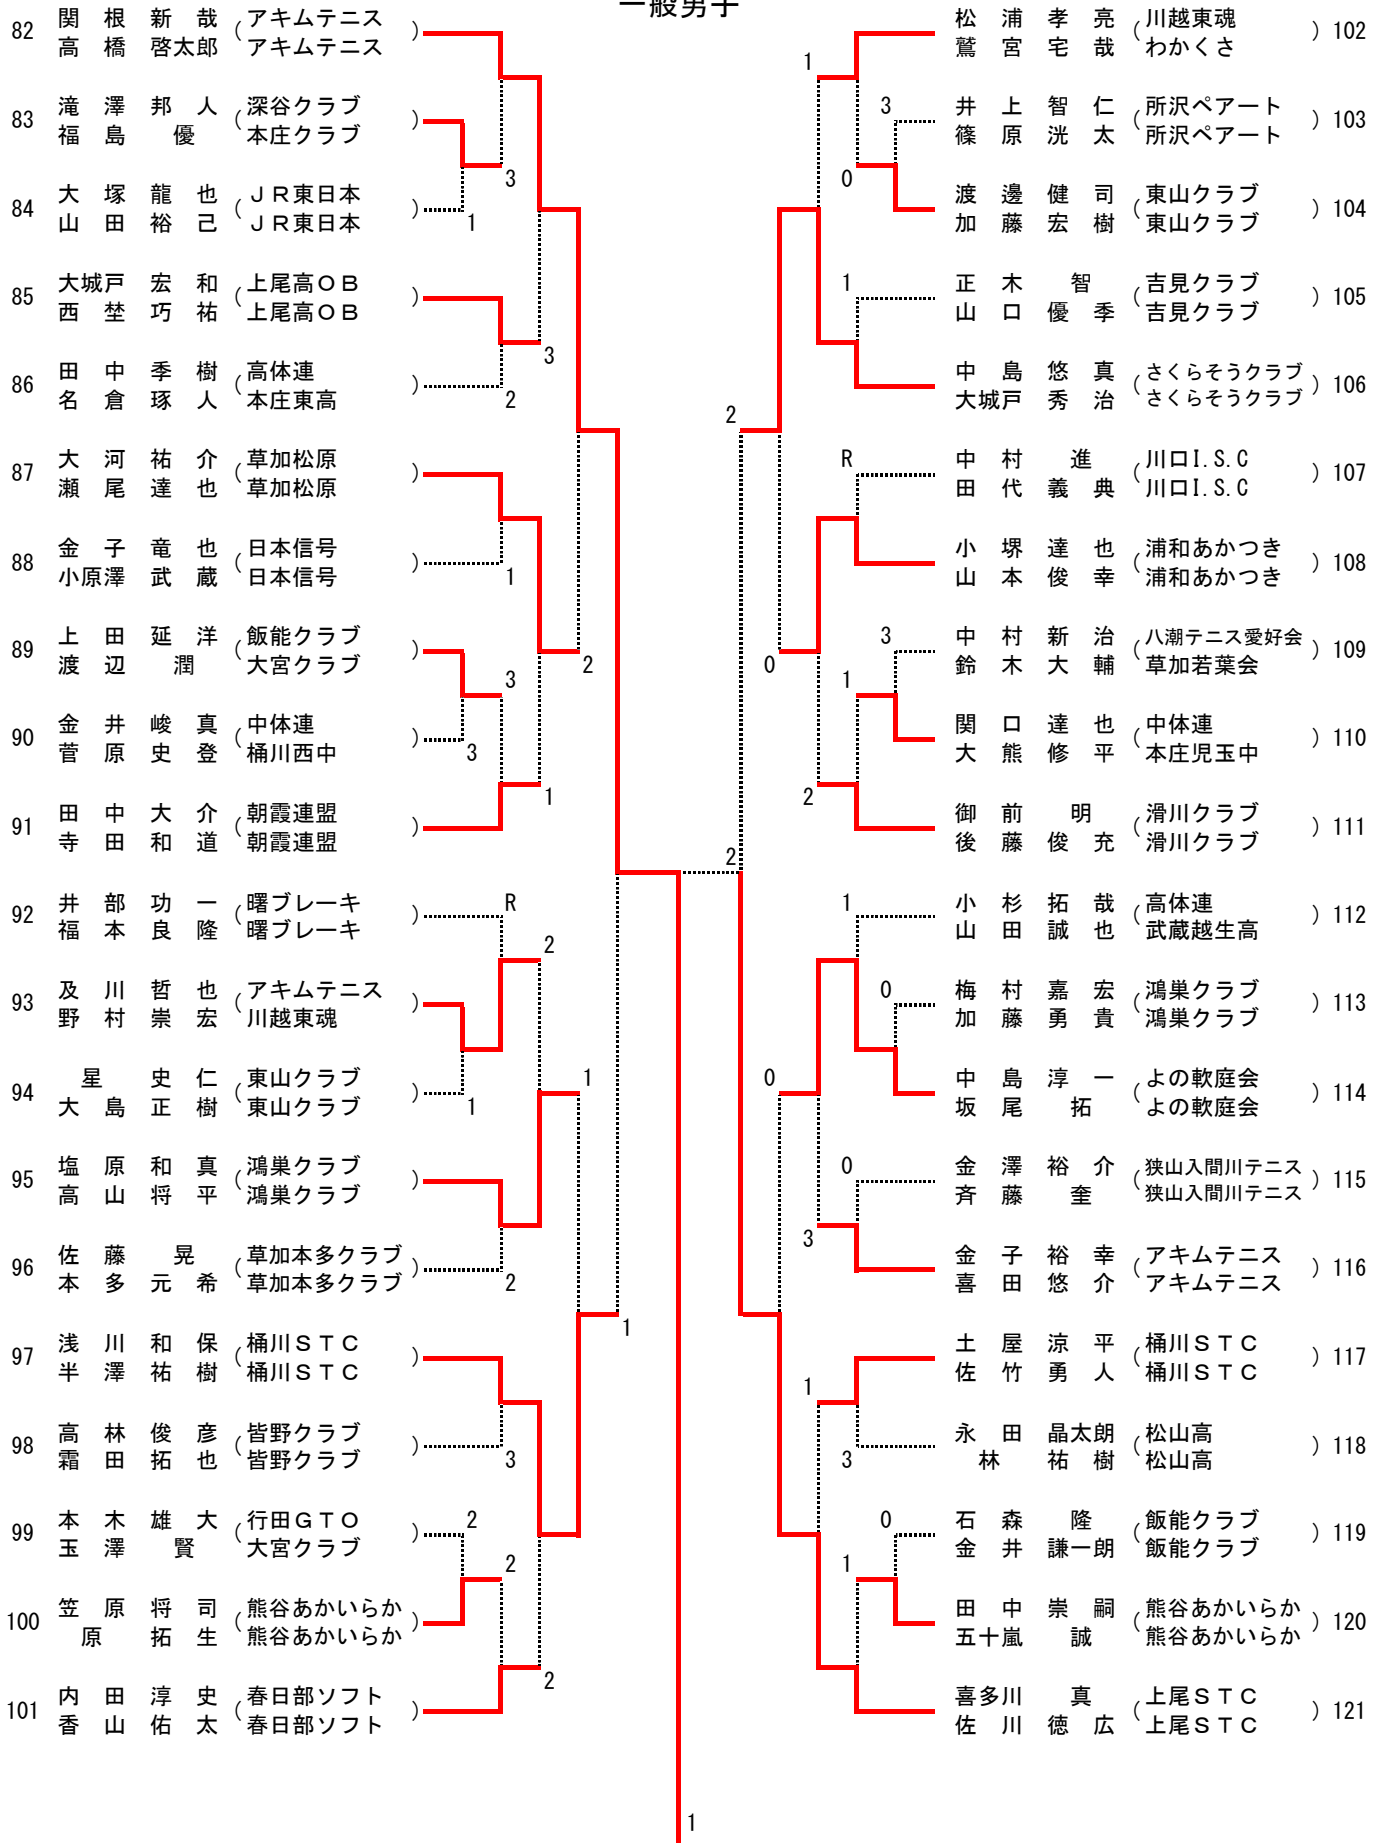 一般男子
82 関根 新哉 (アキムテニス)
高橋 啓太郎 アキムテニス
83 滝澤 邦人 (深谷クラブ)
福島 優 本庄クラブ
3
84 大塚 龍也 (ＪＲ東日本)
山田 裕己 ＪＲ東日本
1
85 大城戸 宏和 (上尾高ＯＢ)
西埜 巧祐 上尾高ＯＢ
3
86 田中 季樹 (高体連)
名倉 琢人 本庄東高
2
87 大河 祐介 (草加松原)
瀬尾 達也 草加松原
88 金子 竜也 (日本信号)
小原澤 武蔵 日本信号
1
89 上田 延洋 (飯能クラブ)
渡辺 潤 大宮クラブ
2
3
90 金井 峻真 (中体連)
菅原 史登 桶川西中
3
1
91 田中 大介 (朝霞連盟)
寺田 和道 朝霞連盟
92 井部 功一 (曙ブレーキ)
福本 良隆 曙ブレーキ
R
2
93 及川 哲也 (アキムテニス)
野村 崇宏 川越東魂
94 星 史仁 (東山クラブ)
大島 正樹 東山クラブ
1
1
95 塩原 和真 (鴻巣クラブ)
高山 将平 鴻巣クラブ
96 佐藤 晃 (草加本多クラブ)
本多 元希 草加本多クラブ
2
1
97 浅川 和保 (桶川ＳＴＣ)
半澤 祐樹 桶川ＳＴＣ
98 高林 俊彦 (皆野クラブ)
霜田 拓也 皆野クラブ
3
99 本木 雄大 (行田ＧＴＯ)
玉澤 賢 大宮クラブ
2
2
100 笠原 将司 (熊谷あかいらか)
原 拓生 熊谷あかいらか
2
101 内田 淳史 (春日部ソフト)
香山 佑太 春日部ソフト
松浦 孝亮 (川越東魂) 102
鷲宮 宅哉 わかくさ
1
3
井上 智仁 (所沢ペアート) 103
篠原 洸太 所沢ペアート
0
渡邊 健司 (東山クラブ) 104
加藤 宏樹 東山クラブ
1
正木 智 (吉見クラブ) 105
山口 優季 吉見クラブ
中島 悠真 (さくらそうクラブ) 106
大城戸 秀治 さくらそうクラブ
2
R
中村 進 (川口I.S.C) 107
田代 義典 川口I.S.C
小堺 達也 (浦和あかつき) 108
山本 俊幸 浦和あかつき
3
中村 新治 (八潮テニス愛好会) 109
鈴木 大輔 草加若葉会
0
1
関口 達也 (中体連) 110
大熊 修平 本庄児玉中
2
御前 明 (滑川クラブ) 111
後藤 俊充 滑川クラブ
2
1
小杉 拓哉 (高体連) 112
山田 誠也 武蔵越生高
0
梅村 嘉宏 (鴻巣クラブ) 113
加藤 勇貴 鴻巣クラブ
0
中島 淳一 (よの軟庭会) 114
坂尾 拓 よの軟庭会
0
金澤 裕介 (狭山入間川テニス) 115
斉藤 奎 狭山入間川テニス
3
金子 裕幸 (アキムテニス) 116
喜田 悠介 アキムテニス
土屋 涼平 (桶川ＳＴＣ) 117
佐竹 勇人 桶川ＳＴＣ
1
永田 晶太朗 (松山高) 118
林 祐樹 松山高
3
0
石森 隆 (飯能クラブ) 119
金井 謙一朗 飯能クラブ
1
田中 崇嗣 (熊谷あかいらか) 120
五十嵐 誠 熊谷あかいらか
喜多川 真 (上尾ＳＴＣ) 121
佐川 徳広 上尾ＳＴＣ
1